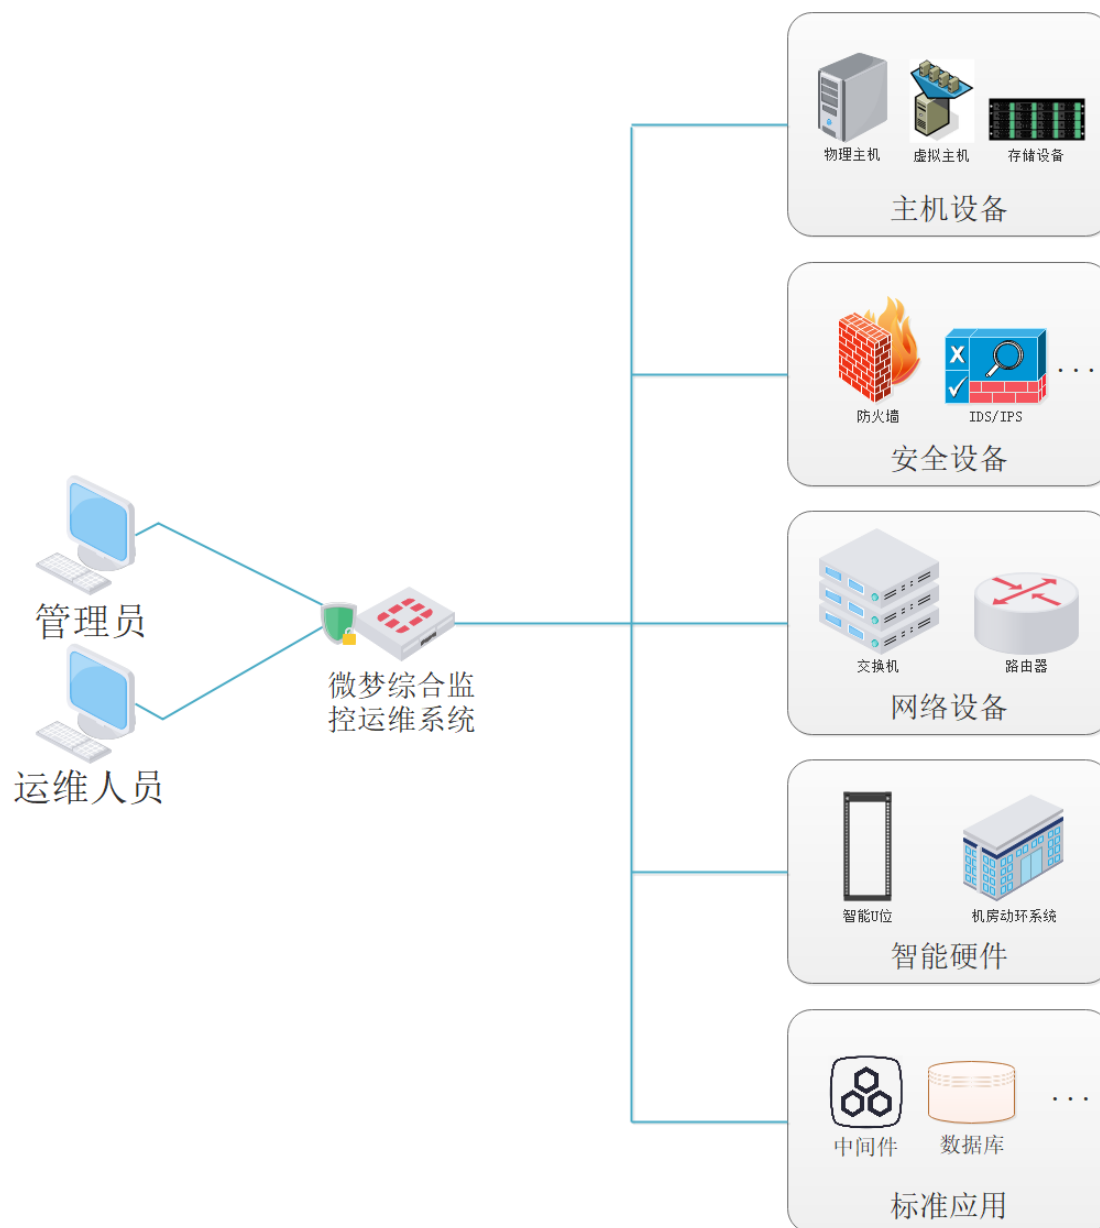 物理主机
虚拟主机
存储设备
主机设备
防火墙
IDS/IPS
...
安全设备
管理员
运维人员
微梦综合监
控运维系统
交换机
路由器
网络设备
智能U位
机房动环系统
智能硬件
中间件
数据库
...
标准应用